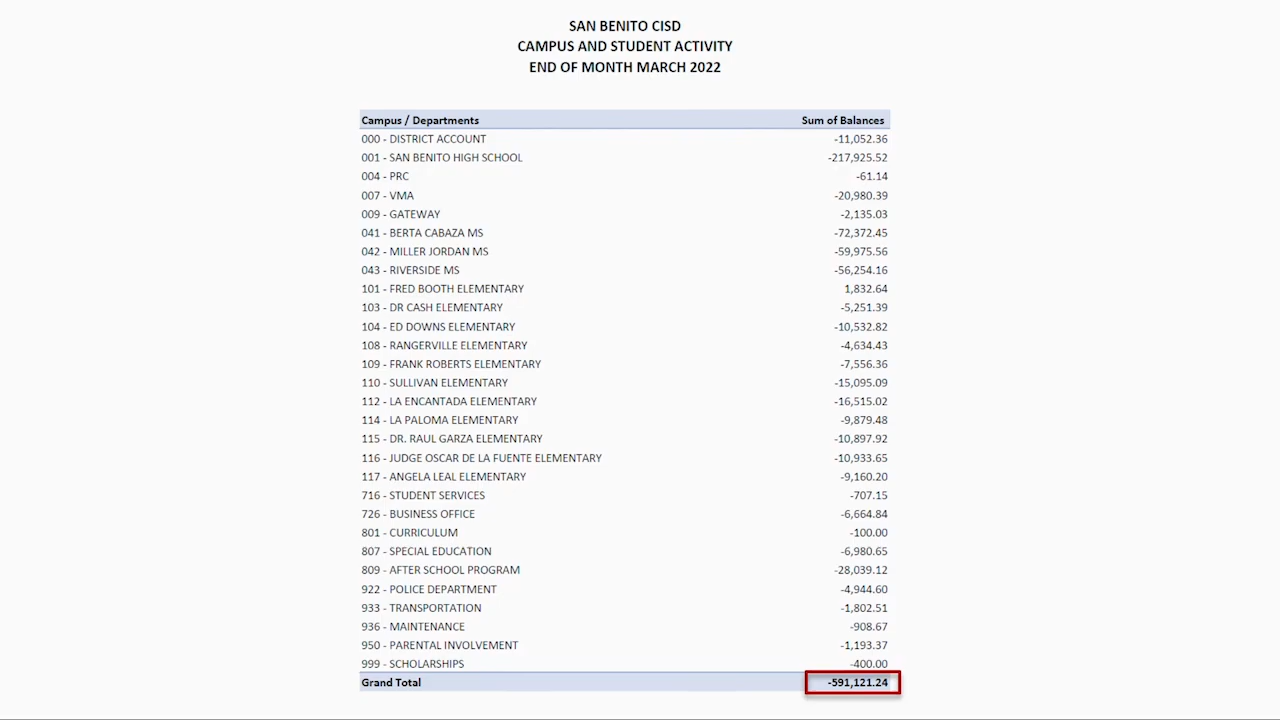 SAN BENITO CISD
CAMPUS AND STUDENT ACTIVITY
END OF MONTH MARCH 2022
Campus / Departments Sum of Balances
000 - DISTRICT ACCOUNT -11,052.36
001 - SAN BENITO HIGH SCHOOL -217,925.52
004 - PRC -61.14
007 - VMA -20,980.39
009 - GATEWAY -2,135.03
041 - BERTA CABAZA MS -72,372.45
042 - MILLER JORDAN MS -59,975.56
043 - RIVERSIDE MS -56,254.16
101 - FRED BOOTH ELEMENTARY 1,832.64
103 - DR CASH ELEMENTARY -5,251.39
104 - ED DOWNS ELEMENTARY -10,532.82
108 - RANGERVILLE ELEMENTARY -4,634.43
109 - FRANK ROBERTS ELEMENTARY -7,556.36
110 - SULLIVAN ELEMENTARY -15,095.09
112 - LA ENCANTADA ELEMENTARY -16,515.02
114 - LA PALOMA ELEMENTARY -9,879.48
115 - DR. RAUL GARZA ELEMENTARY -10,897.92
116 - JUDGE OSCAR DE LA FUENTE ELEMENTARY -10,933.65
117 - ANGELA LEAL ELEMENTARY -9,160.20
716 - STUDENT SERVICES -707.15
726 - BUSINESS OFFICE -6,664.84
801 - CURRICULUM -100.00
807 - SPECIAL EDUCATION -6,980.65
809 - AFTER SCHOOL PROGRAM -28,039.12
922 - POLICE DEPARTMENT -4,944.60
933 - TRANSPORTATION -1,802.51
936 - MAINTENANCE -908.67
950 - PARENTAL INVOLVEMENT -1,193.37
999 - SCHOLARSHIPS -400.00
Grand Total -591,121.24